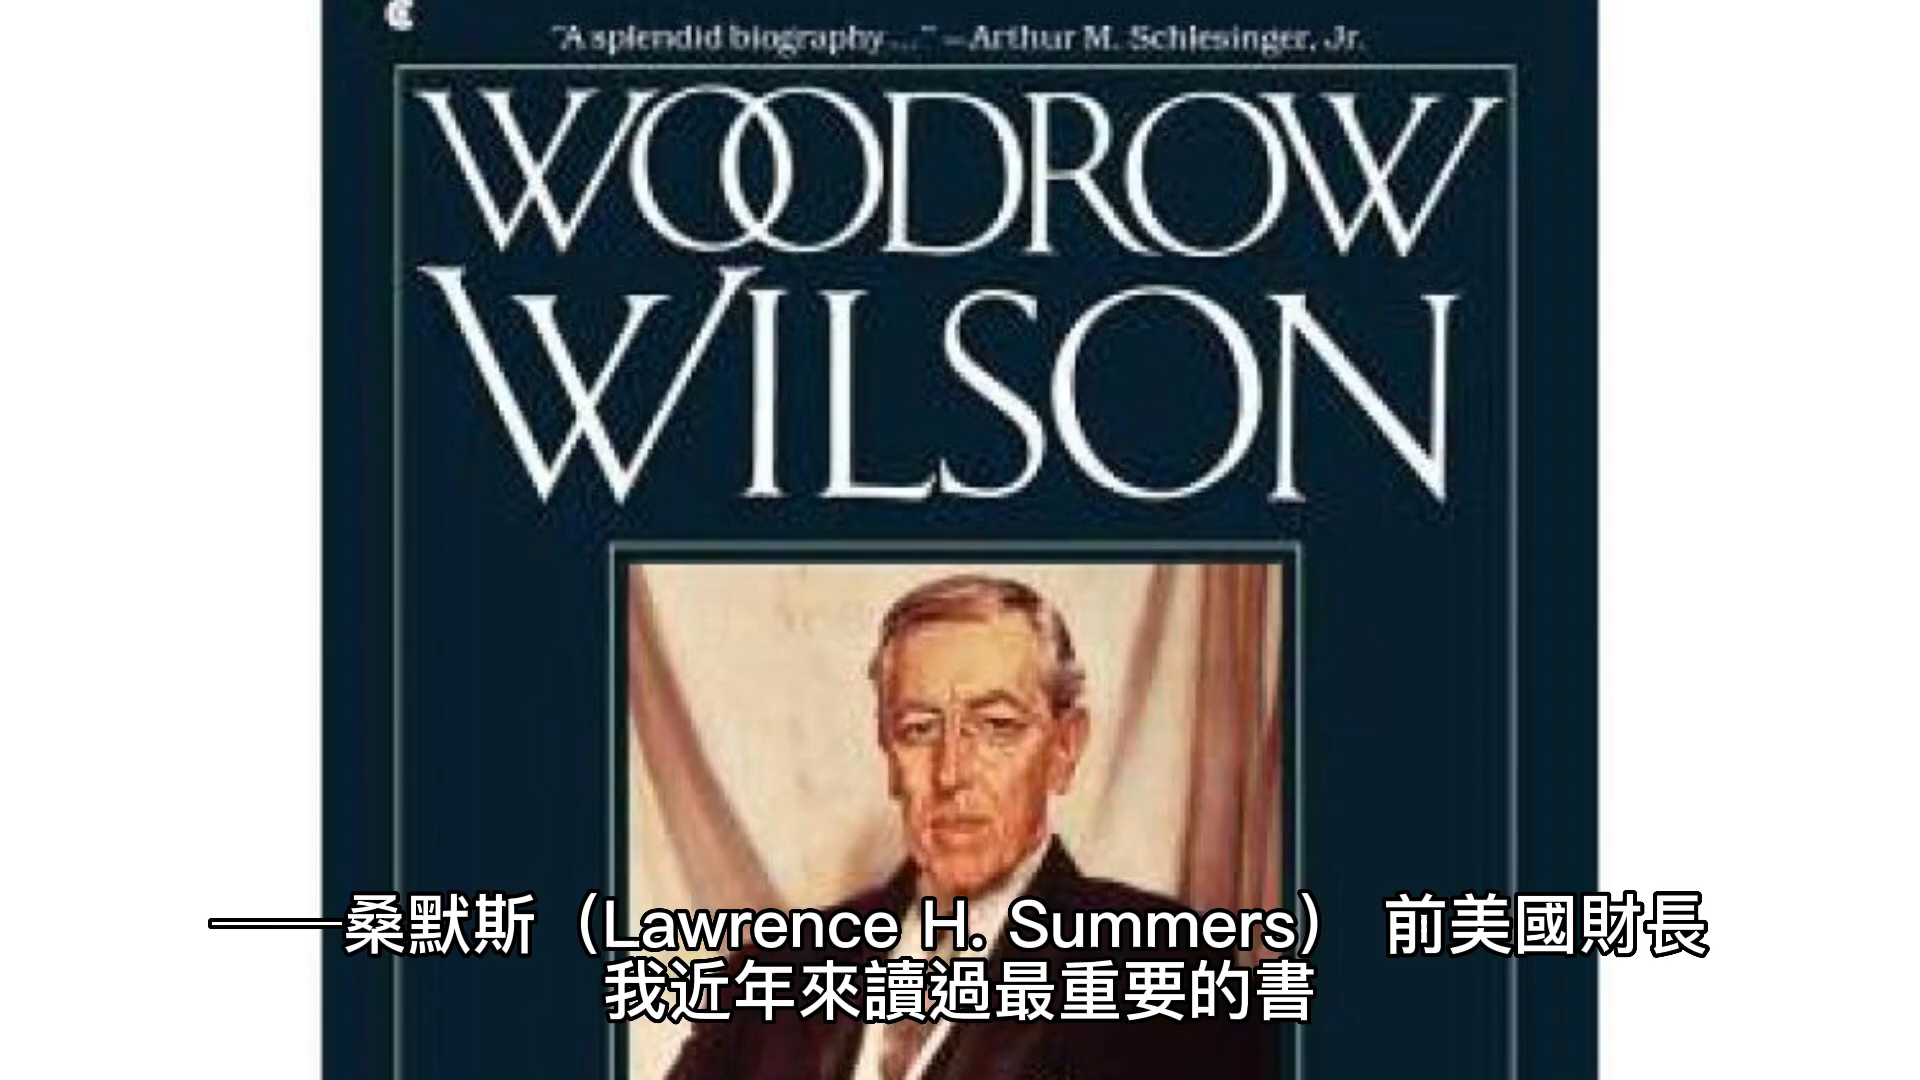 "A splendid biography..." —Arthur M. Schlesinger, Jr.
WOODROW
WILSON
——桑默斯（Lawrence H. Summers） 前美國財長
我近年來讀過最重要的書